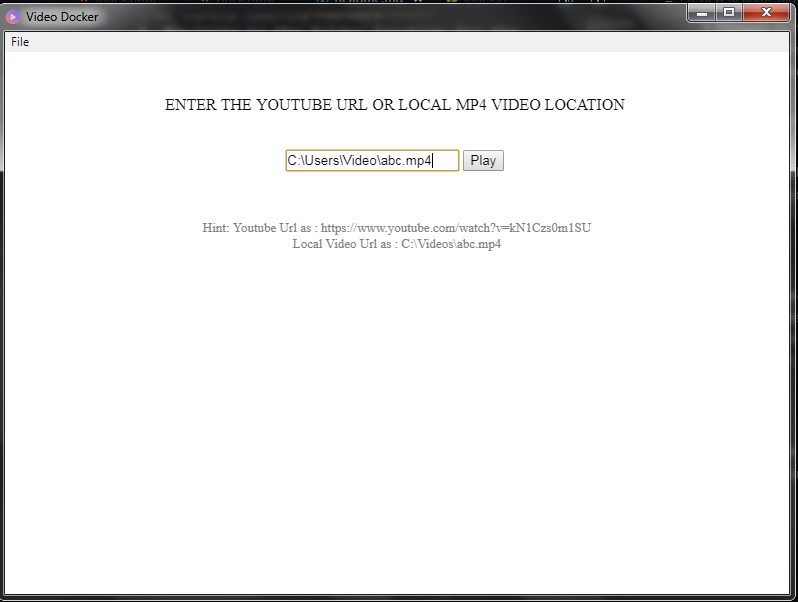 Video Docker
File
ENTER THE YOUTUBE URL OR LOCAL MP4 VIDEO LOCATION
C:\Users\Video\abc.mp4 Play
Hint: Youtube Url as : https://www.youtube.com/watch?v=kN1Czs0m1SU
Local Video Url as : C:\Videos\abc.mp4